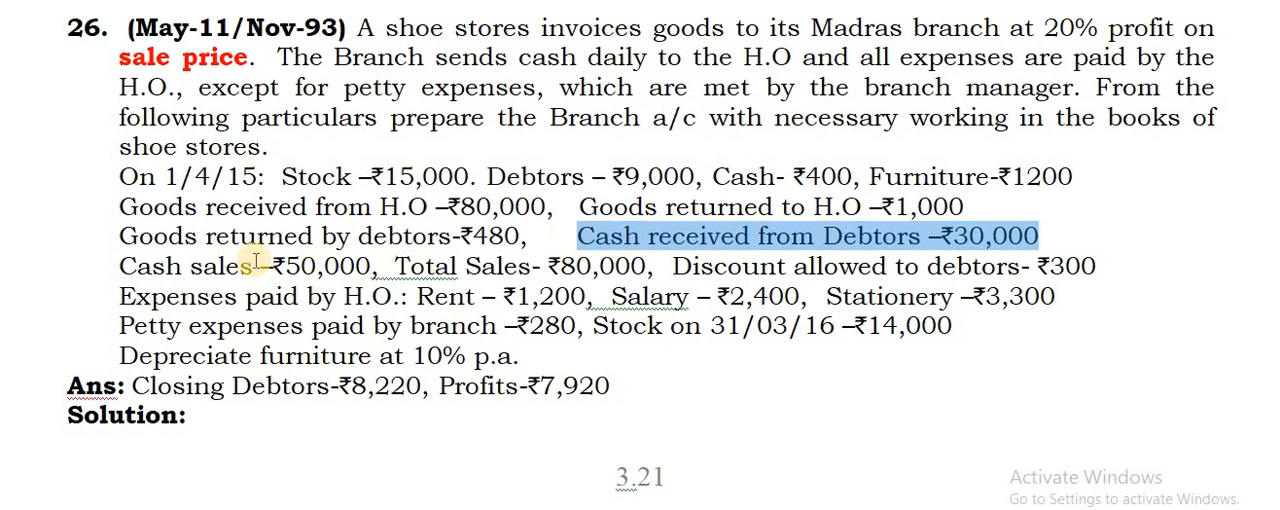 26. (May-11/Nov-93) A shoe stores invoices goods to its Madras branch at 20% profit on
sale price. The Branch sends cash daily to the H.O and all expenses are paid by the
H.O., except for petty expenses, which are met by the branch manager. From the
following particulars prepare the Branch a/c with necessary working in the books of
shoe stores.
On 1/4/15: Stock –₹15,000. Debtors – ₹9,000, Cash- ₹400, Furniture-₹1200
Goods received from H.O –₹80,000, Goods returned to H.O –₹1,000
Goods returned by debtors-₹480, Cash received from Debtors –₹30,000
Cash sales –₹50,000, Total Sales- ₹80,000, Discount allowed to debtors- ₹300
Expenses paid by H.O.: Rent – ₹1,200, Salary – ₹2,400, Stationery –₹3,300
Petty expenses paid by branch –₹280, Stock on 31/03/16 –₹14,000
Depreciate furniture at 10% p.a.
Ans: Closing Debtors-₹8,220, Profits-₹7,920
Solution:
3.21
Activate Windows
Go to Settings to activate Windows.